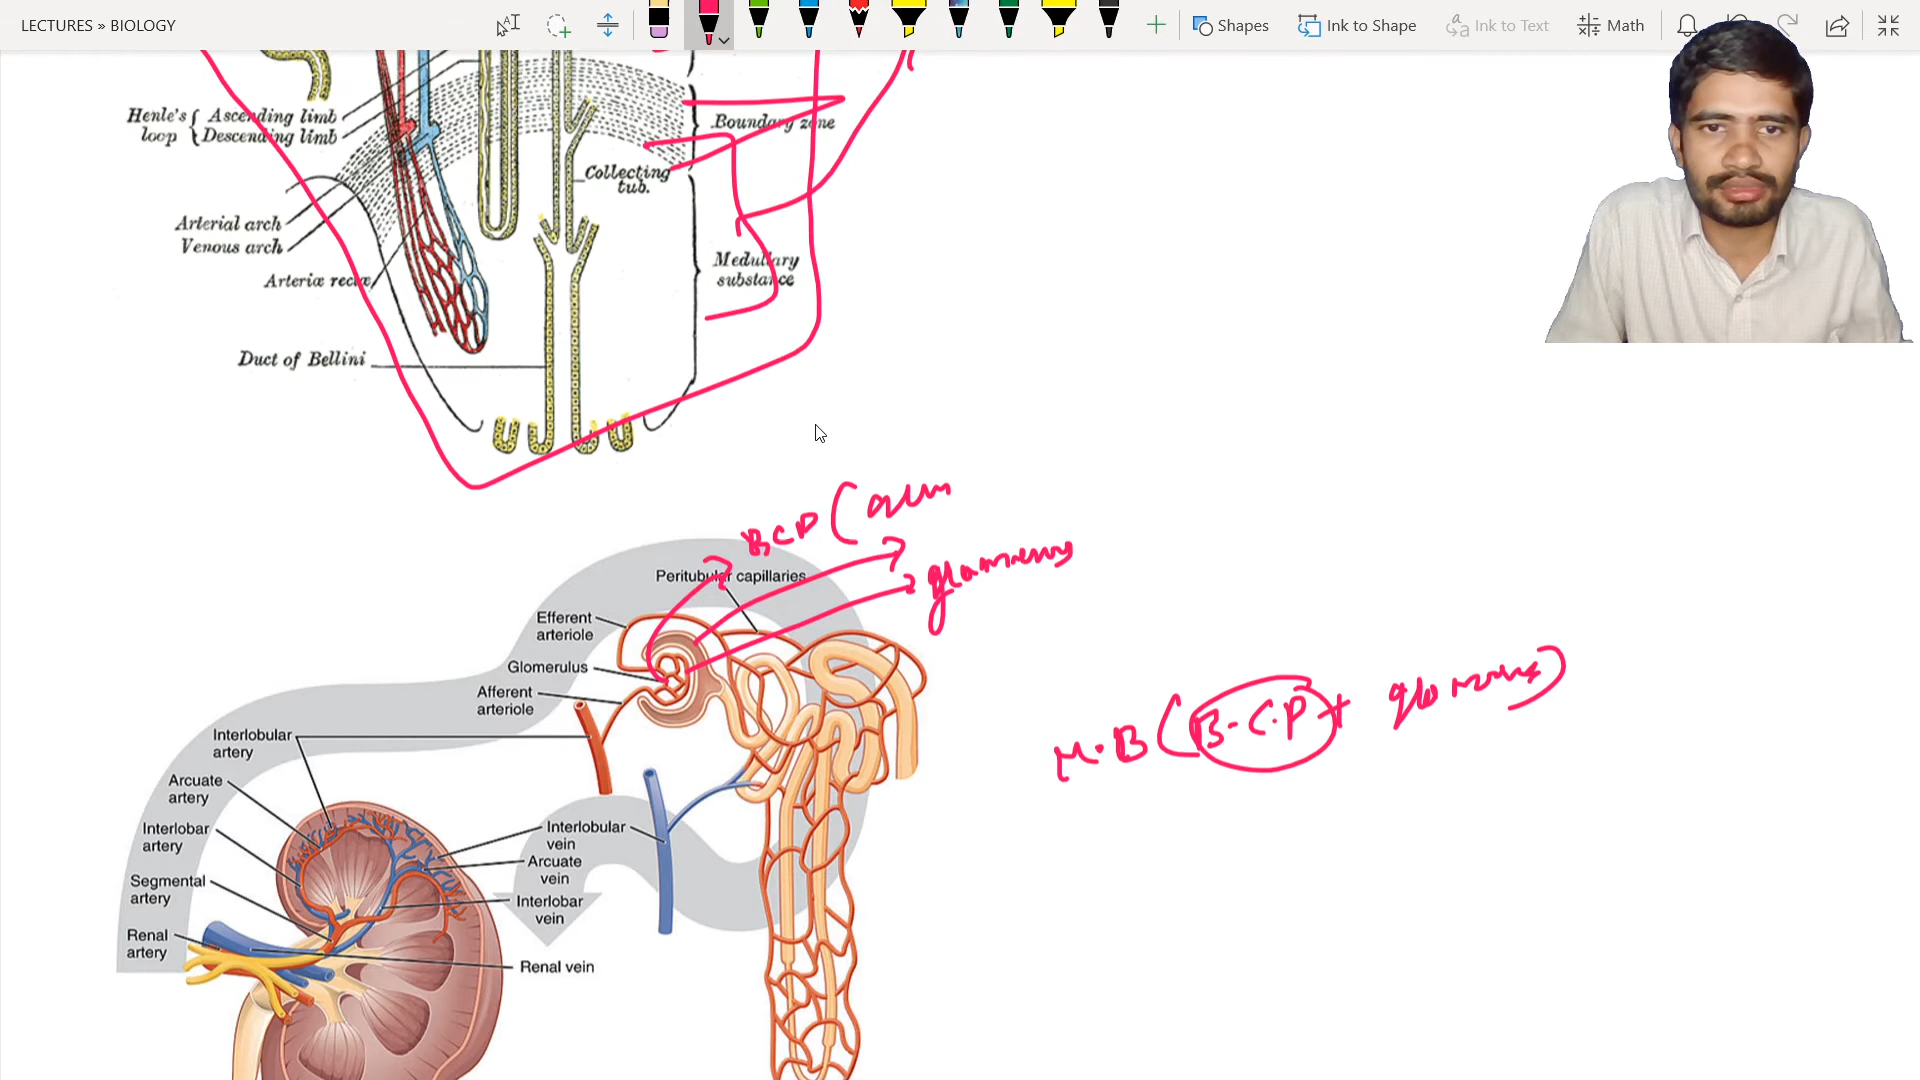 LECTURES » BIOLOGY
Shapes
Ink to Shape
Ink to Text
Math
Henle's { Ascending limb
loop { Descending limb
Boundary zone
Collecting
tub.
Arterial arch
Venous arch
Arteriæ rectæ
Medullary
substance
Duct of Bellini
BCP (
Peritubular capillaries
Efferent
arteriole
Glomerulus
Afferent
arteriole
M.B (B.C.P +
Interlobular
artery
Arcuate
artery
Interlobar
artery
Segmental
artery
Renal
artery
Interlobular
vein
Arcuate
vein
Interlobar
vein
Renal vein